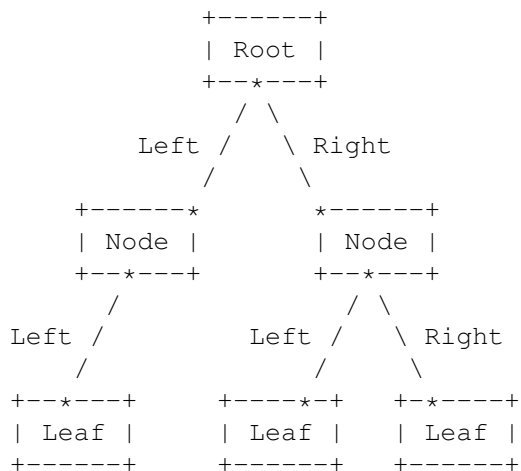 +------+
| Root |
+--*---+
/ \
Left / \ Right
/ \
+------* *------+
| Node | | Node |
+--*---+ +--*---+
/ / \
Left / Left / \ Right
/ / \
+--*---+ +----*-+ +-*----+
| Leaf | | Leaf | | Leaf |
+------+ +------+ +------+